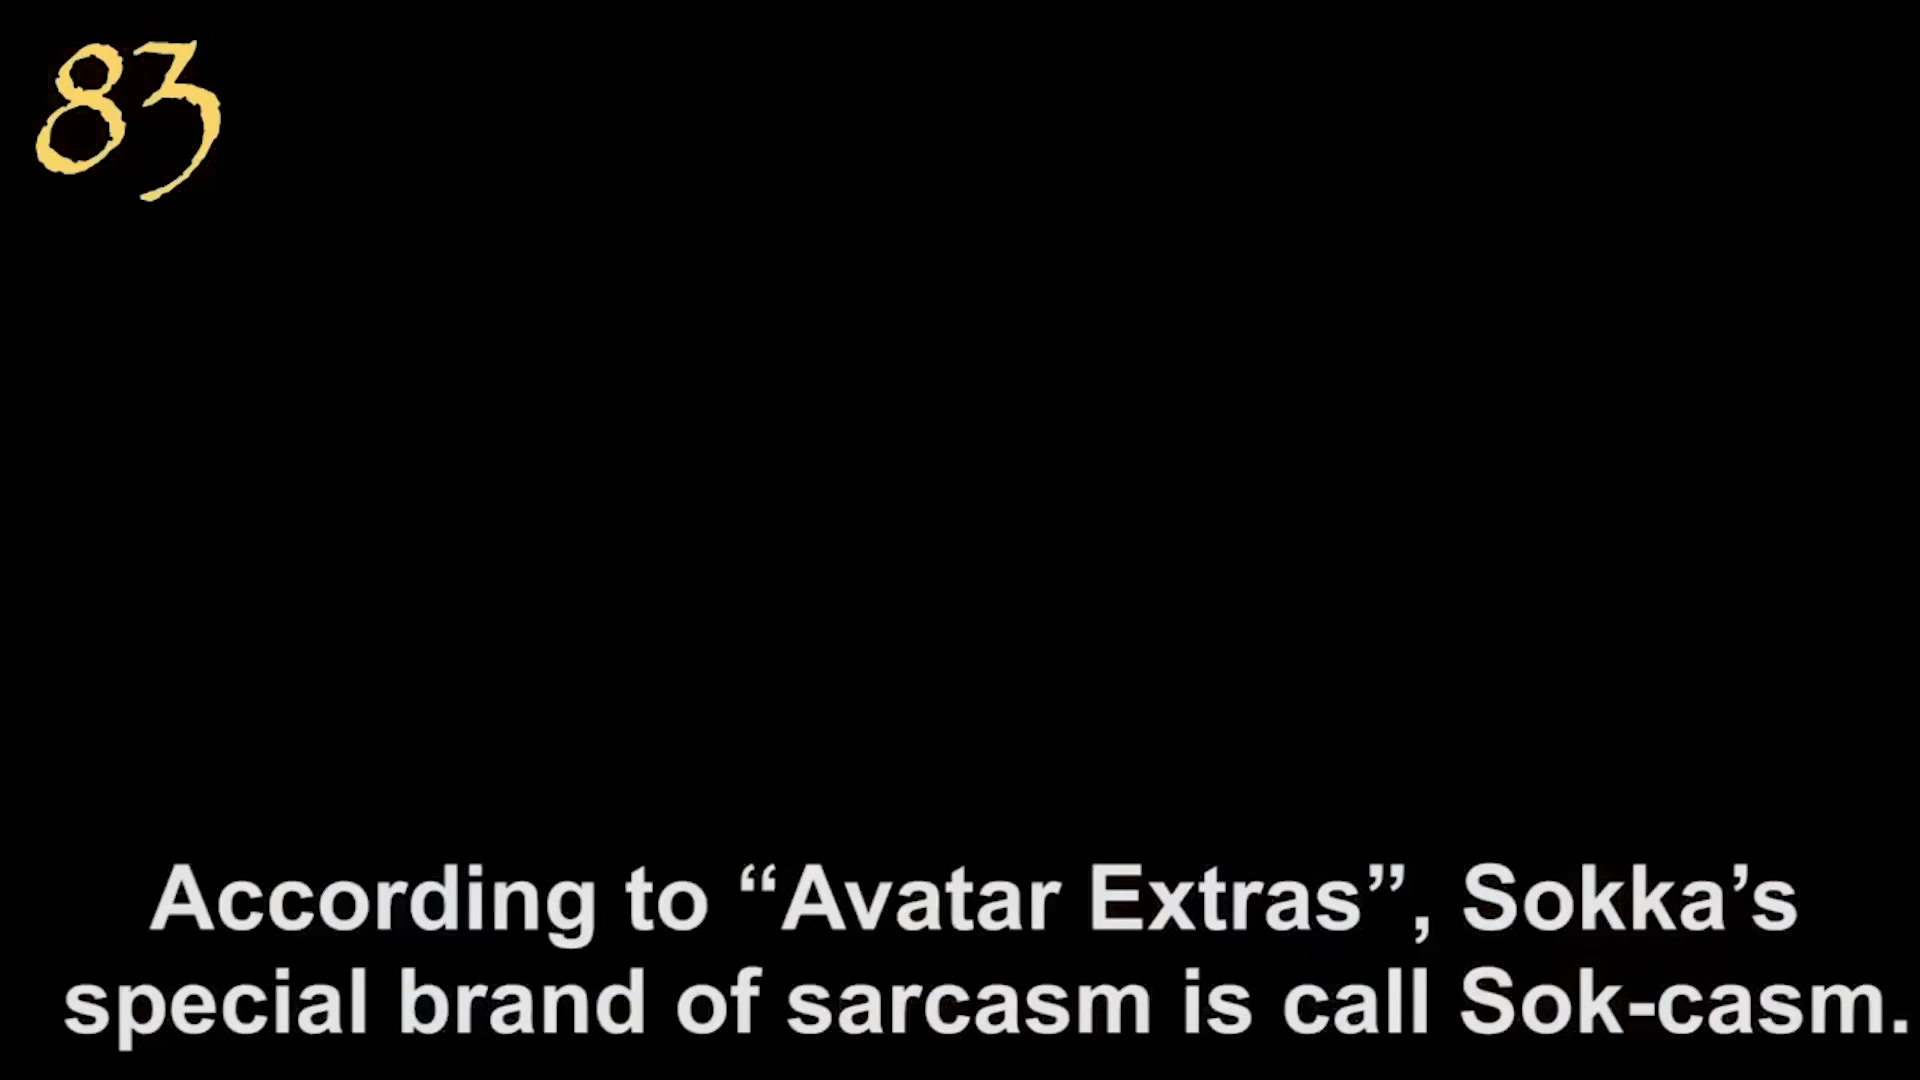 83
According to “Avatar Extras”, Sokka’s
special brand of sarcasm is call Sok-casm.